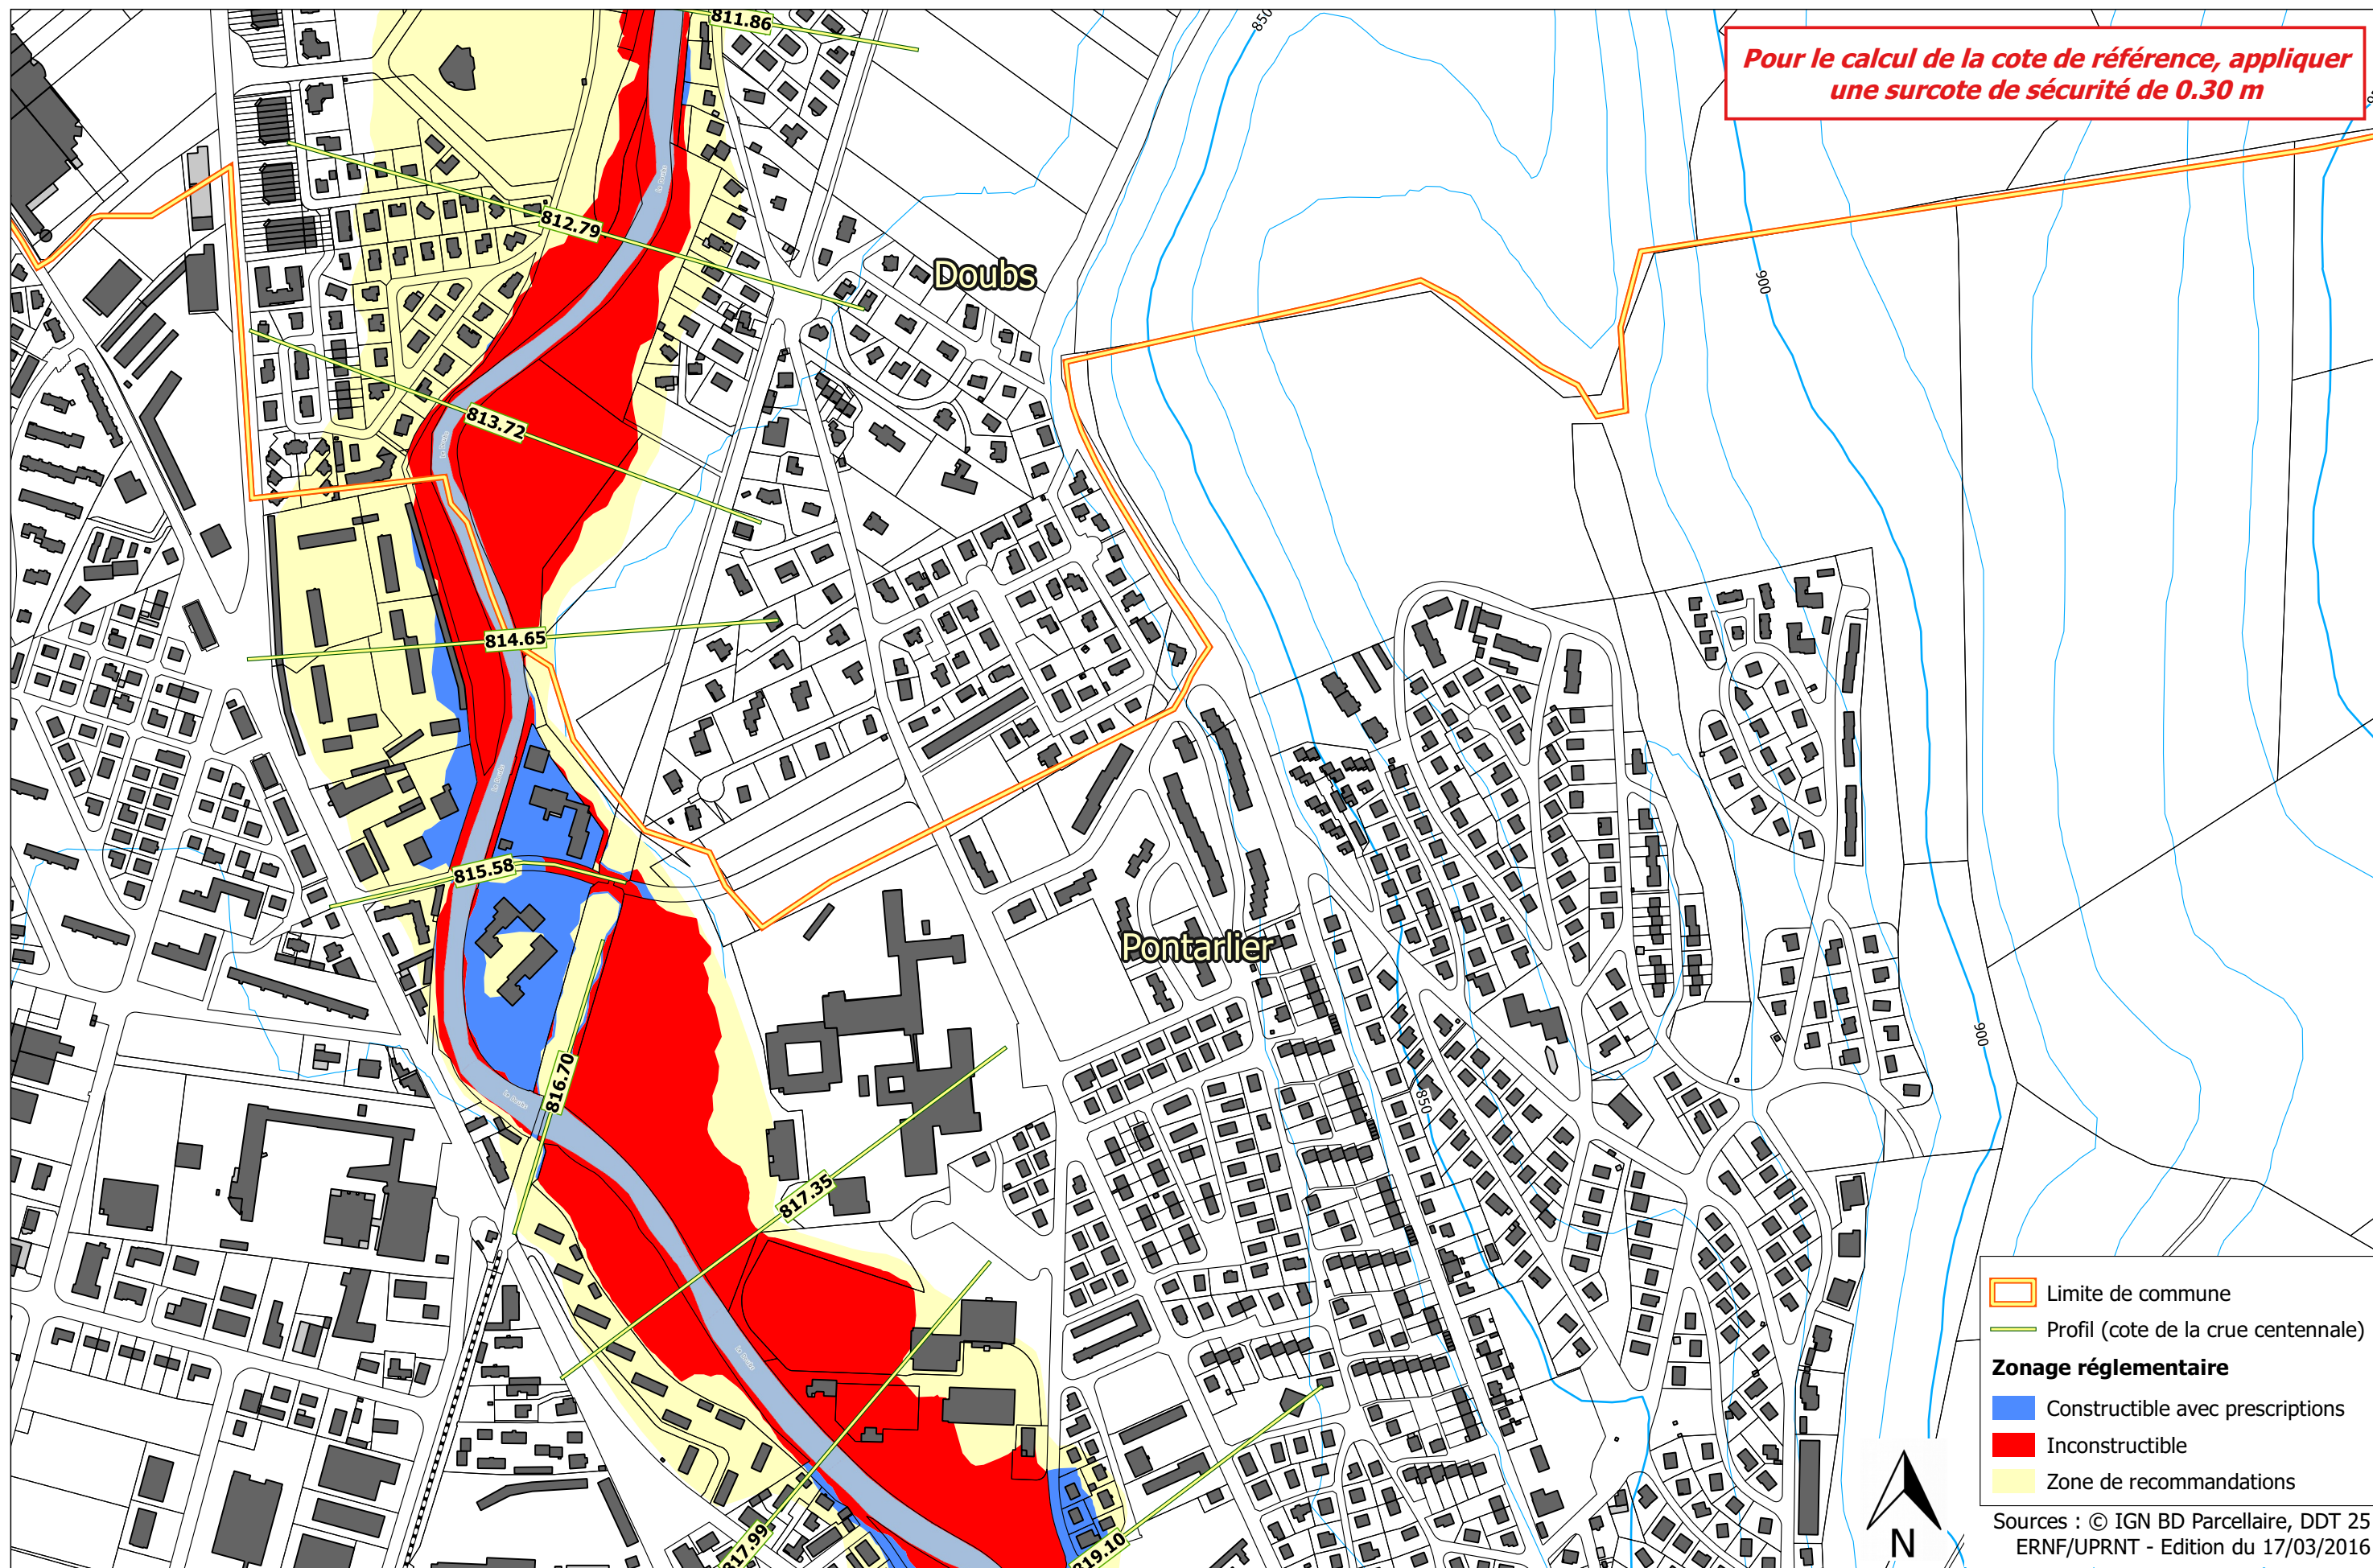 811.86
850
Pour le calcul de la cote de référence, appliquer
une surcote de sécurité de 0.30 m
812.79
Doubs
900
813.72
814.65
815.58
Pontarlier
900
816.70
850
817.35
Limite de commune
Profil (cote de la crue centennale)
Zonage réglementaire
Constructible avec prescriptions
Inconstructible
Zone de recommandations
817.99
819.10
N
Sources : © IGN BD Parcellaire, DDT 25
ERNF/UPRNT - Edition du 17/03/2016